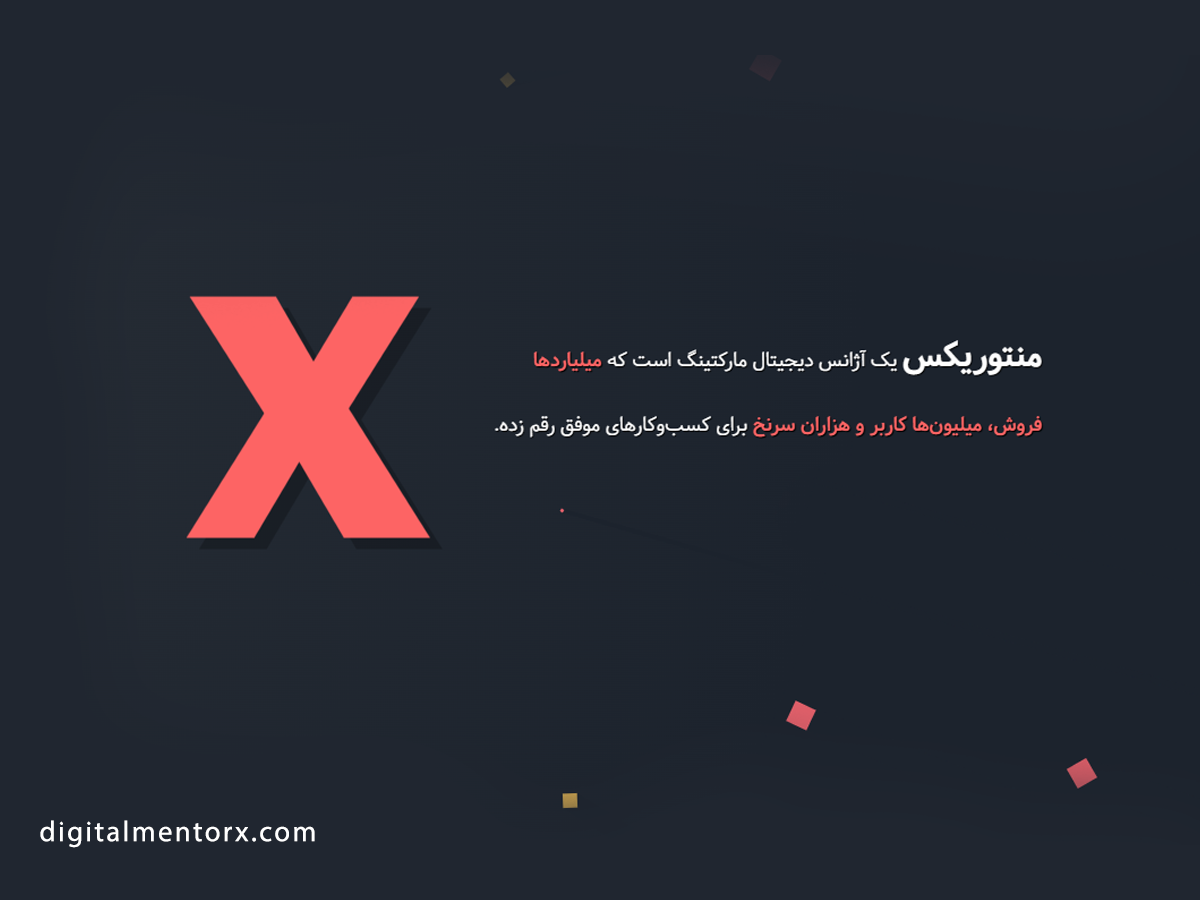 X
منتوریکس یک آژانس دیجیتال مارکتینگ است که میلیاردها
فروش، میلیون‌ها کاربر و هزاران سرنخ برای کسب‌وکارهای موفق رقم زده.
digitalmentorx.com